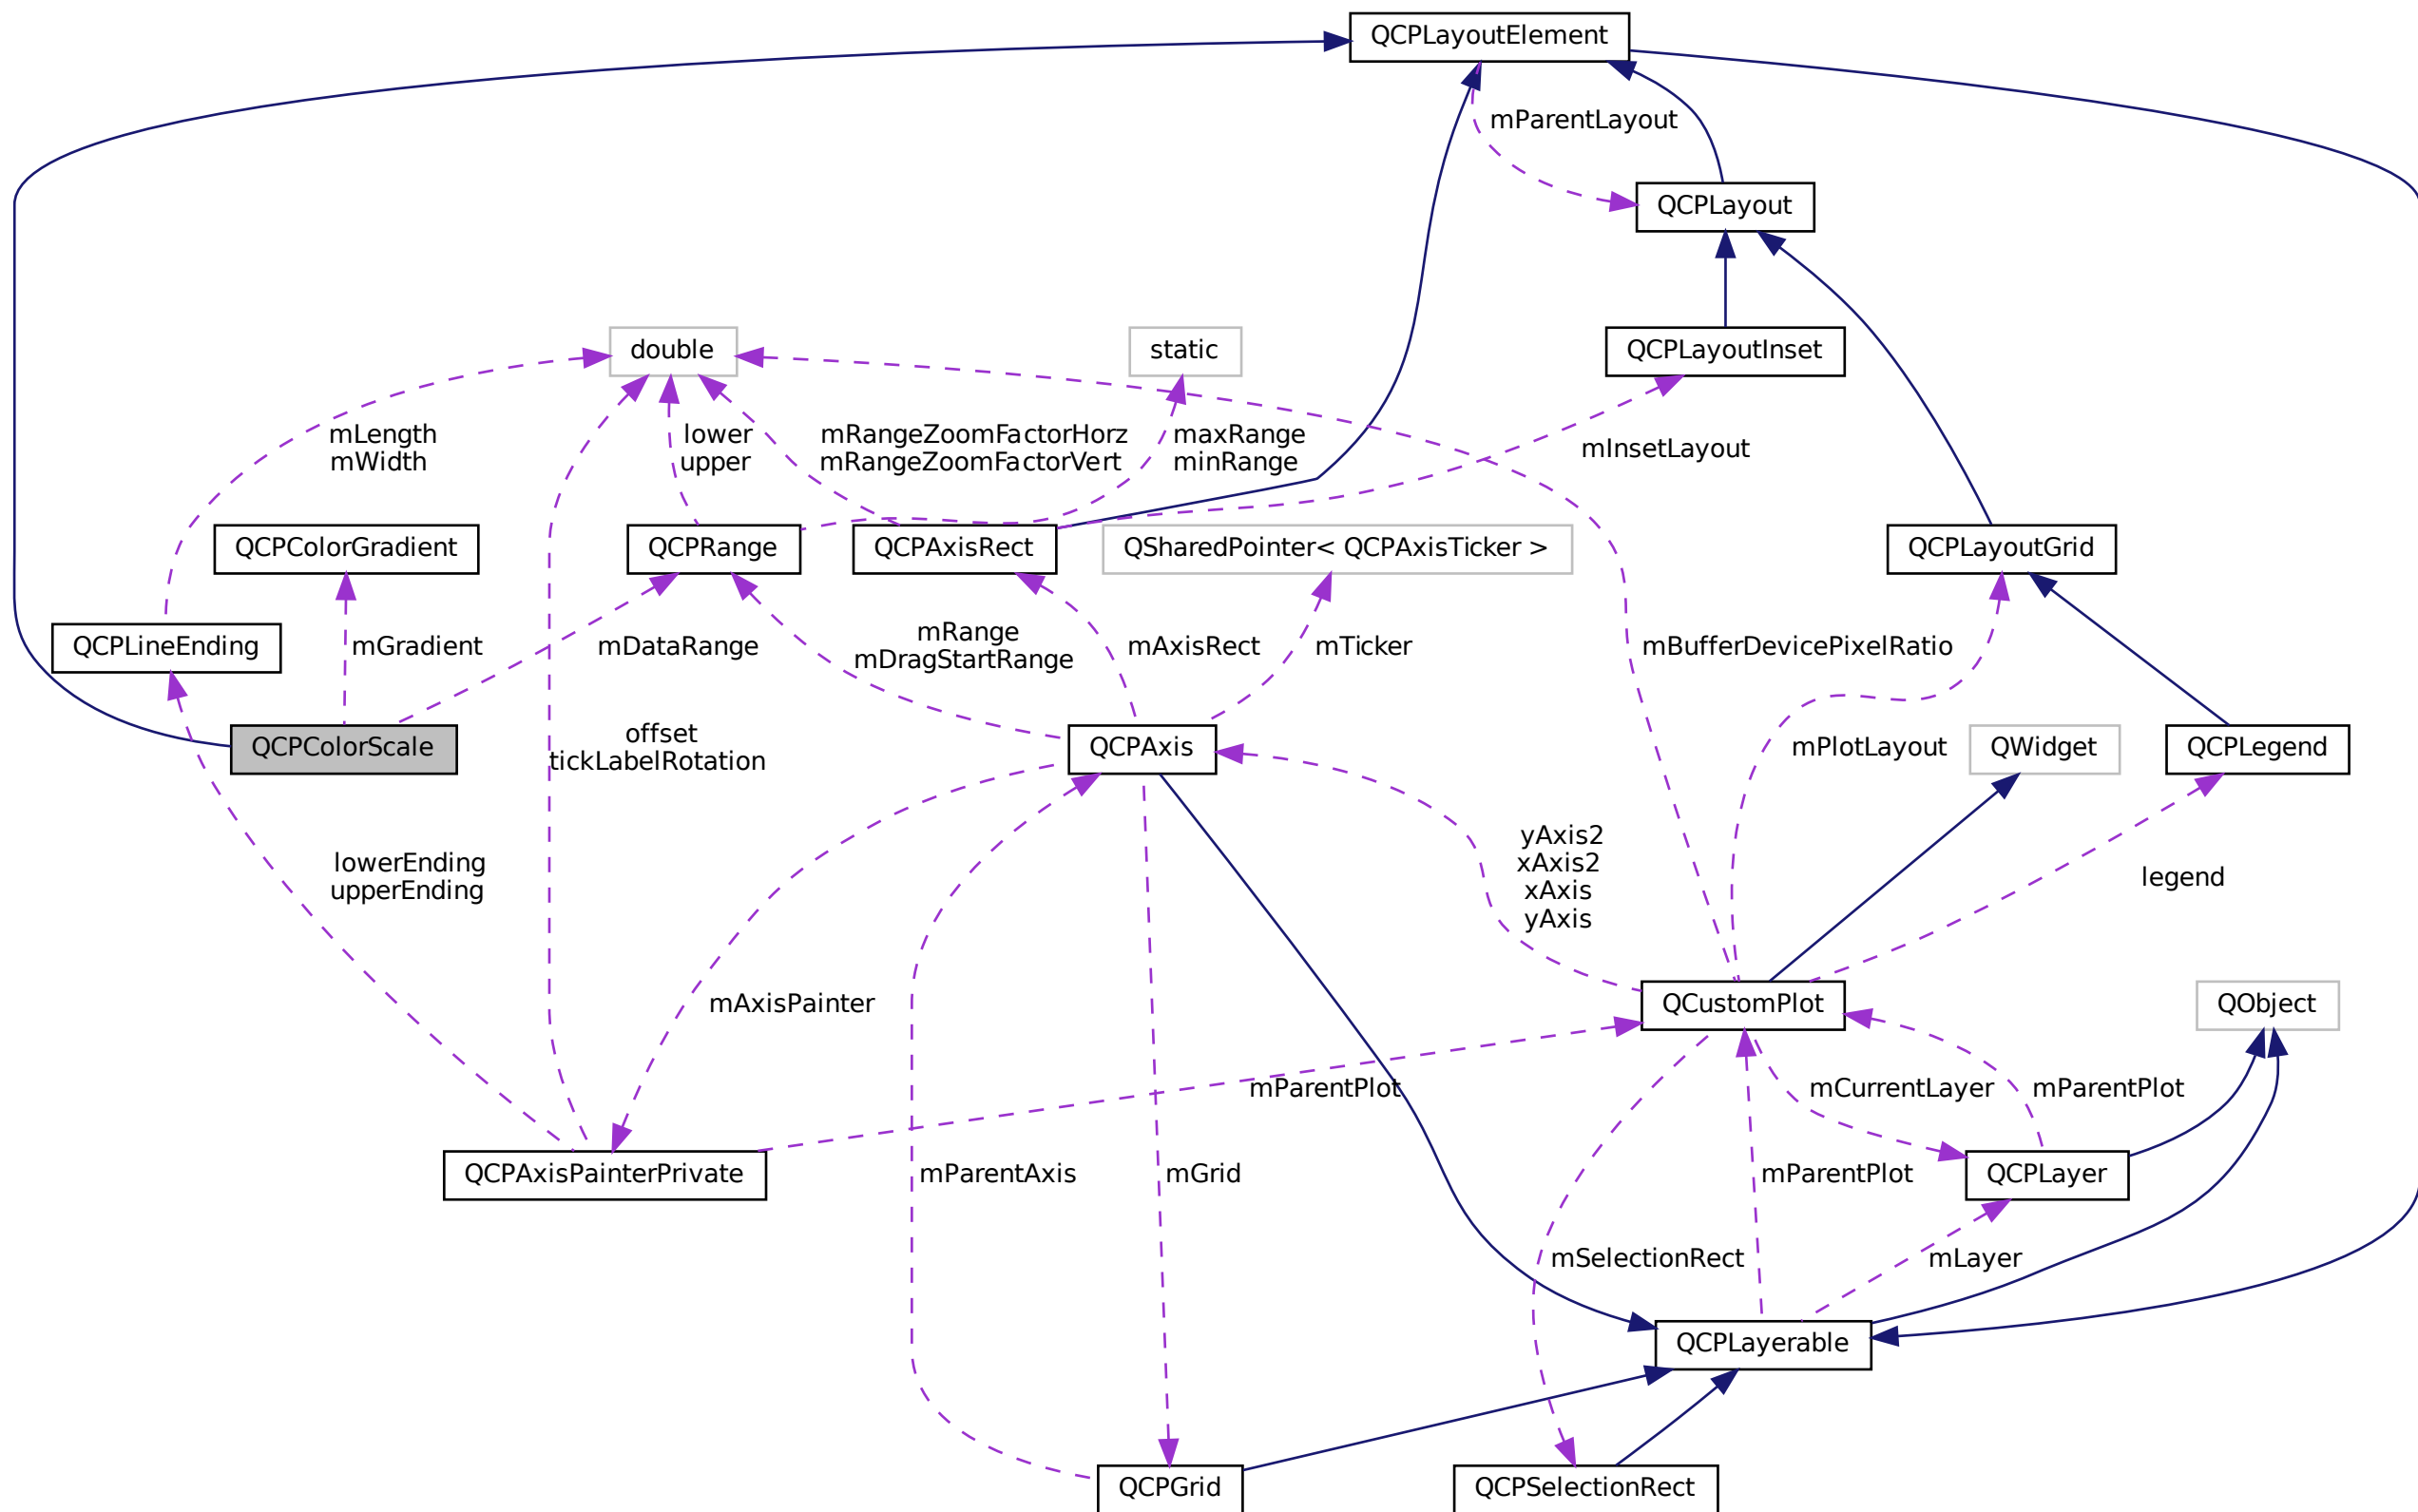 QCPLayoutElement
mParentLayout
QCPLayout
double
static
QCPLayoutInset
mLength
mWidth
lower
upper
mRangeZoomFactorHorz
mRangeZoomFactorVert
maxRange
minRange
mInsetLayout
QCPColorGradient
QCPRange
QCPAxisRect
QSharedPointer< QCPAxisTicker >
QCPLayoutGrid
QCPLineEnding
mGradient
mDataRange
mRange
mDragStartRange
mAxisRect
mTicker
mBufferDevicePixelRatio
QCPColorScale
offset
tickLabelRotation
QCPAxis
mPlotLayout
QWidget
QCPLegend
lowerEnding
upperEnding
yAxis2
xAxis2
xAxis
yAxis
legend
mAxisPainter
QCustomPlot
QObject
mParentPlot
mCurrentLayer
mParentPlot
QCPAxisPainterPrivate
mParentAxis
mGrid
mParentPlot
QCPLayer
mSelectionRect
mLayer
QCPLayerable
QCPGrid
QCPSelectionRect